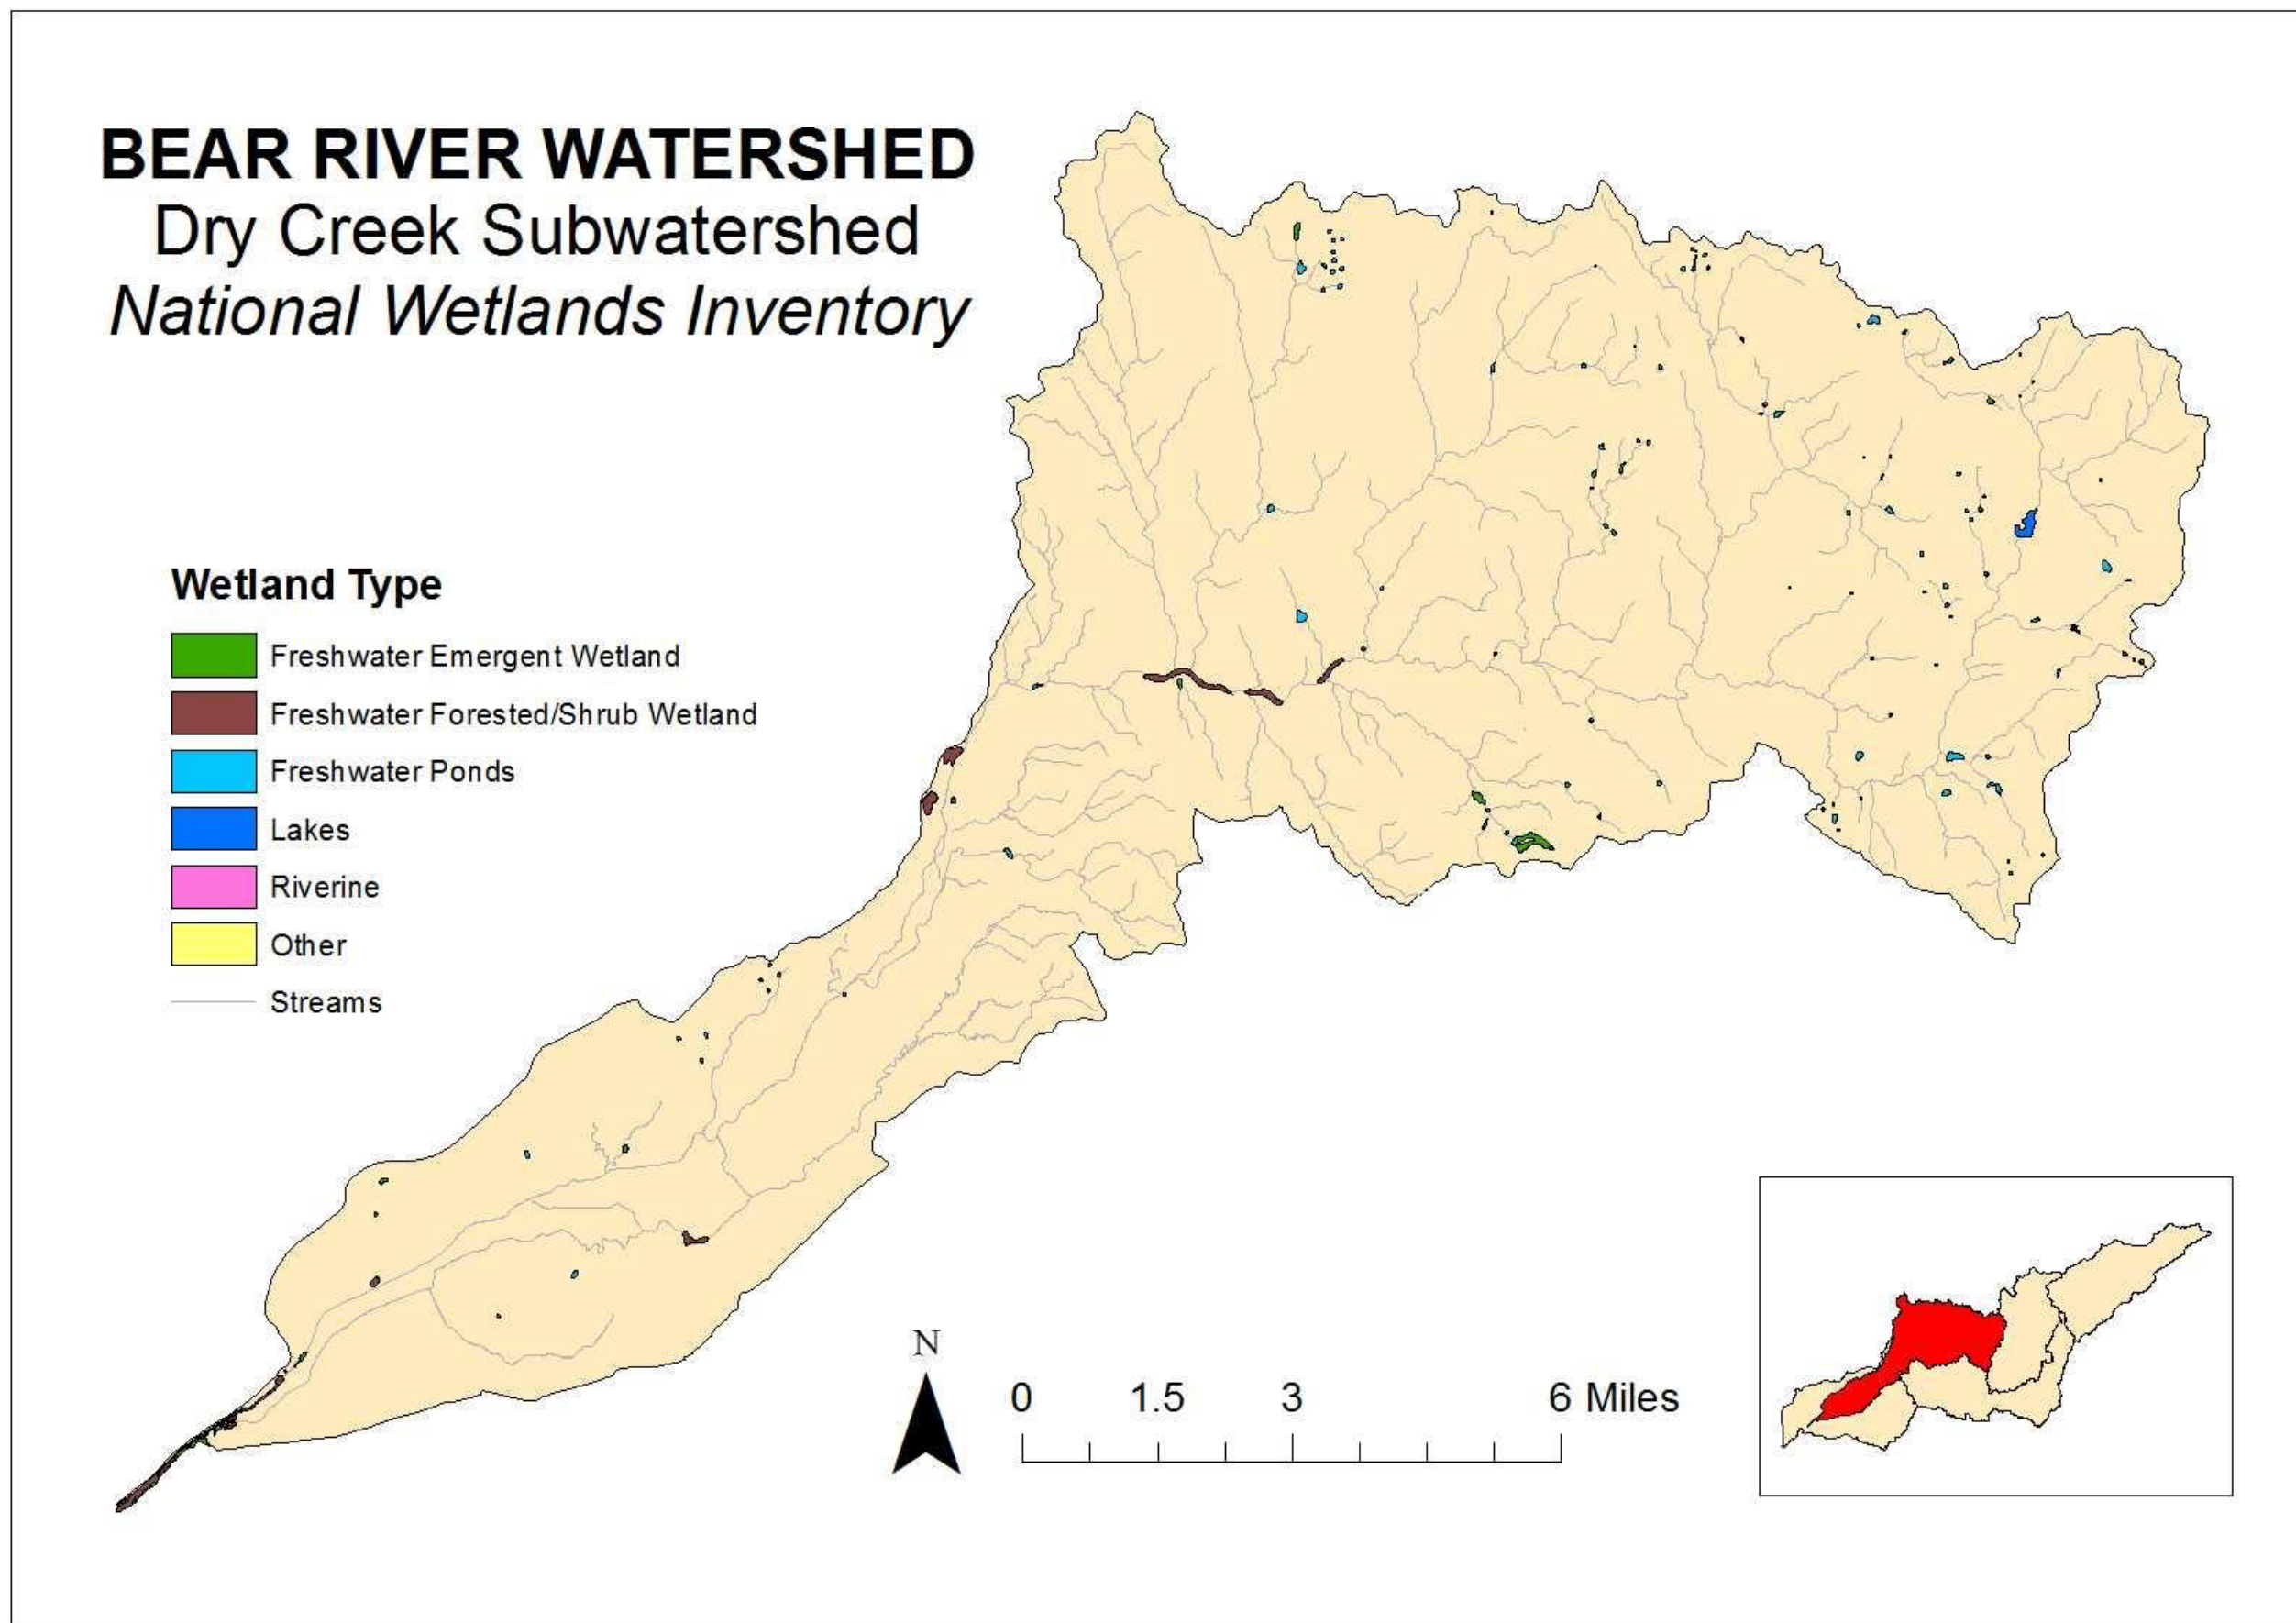 BEAR RIVER WATERSHED
Dry Creek Subwatershed
National Wetlands Inventory
Wetland Type
Freshwater Emergent Wetland
Freshwater Forested/Shrub Wetland
Freshwater Ponds
Lakes
Riverine
Other
Streams
N
0 1.5 3 6 Miles